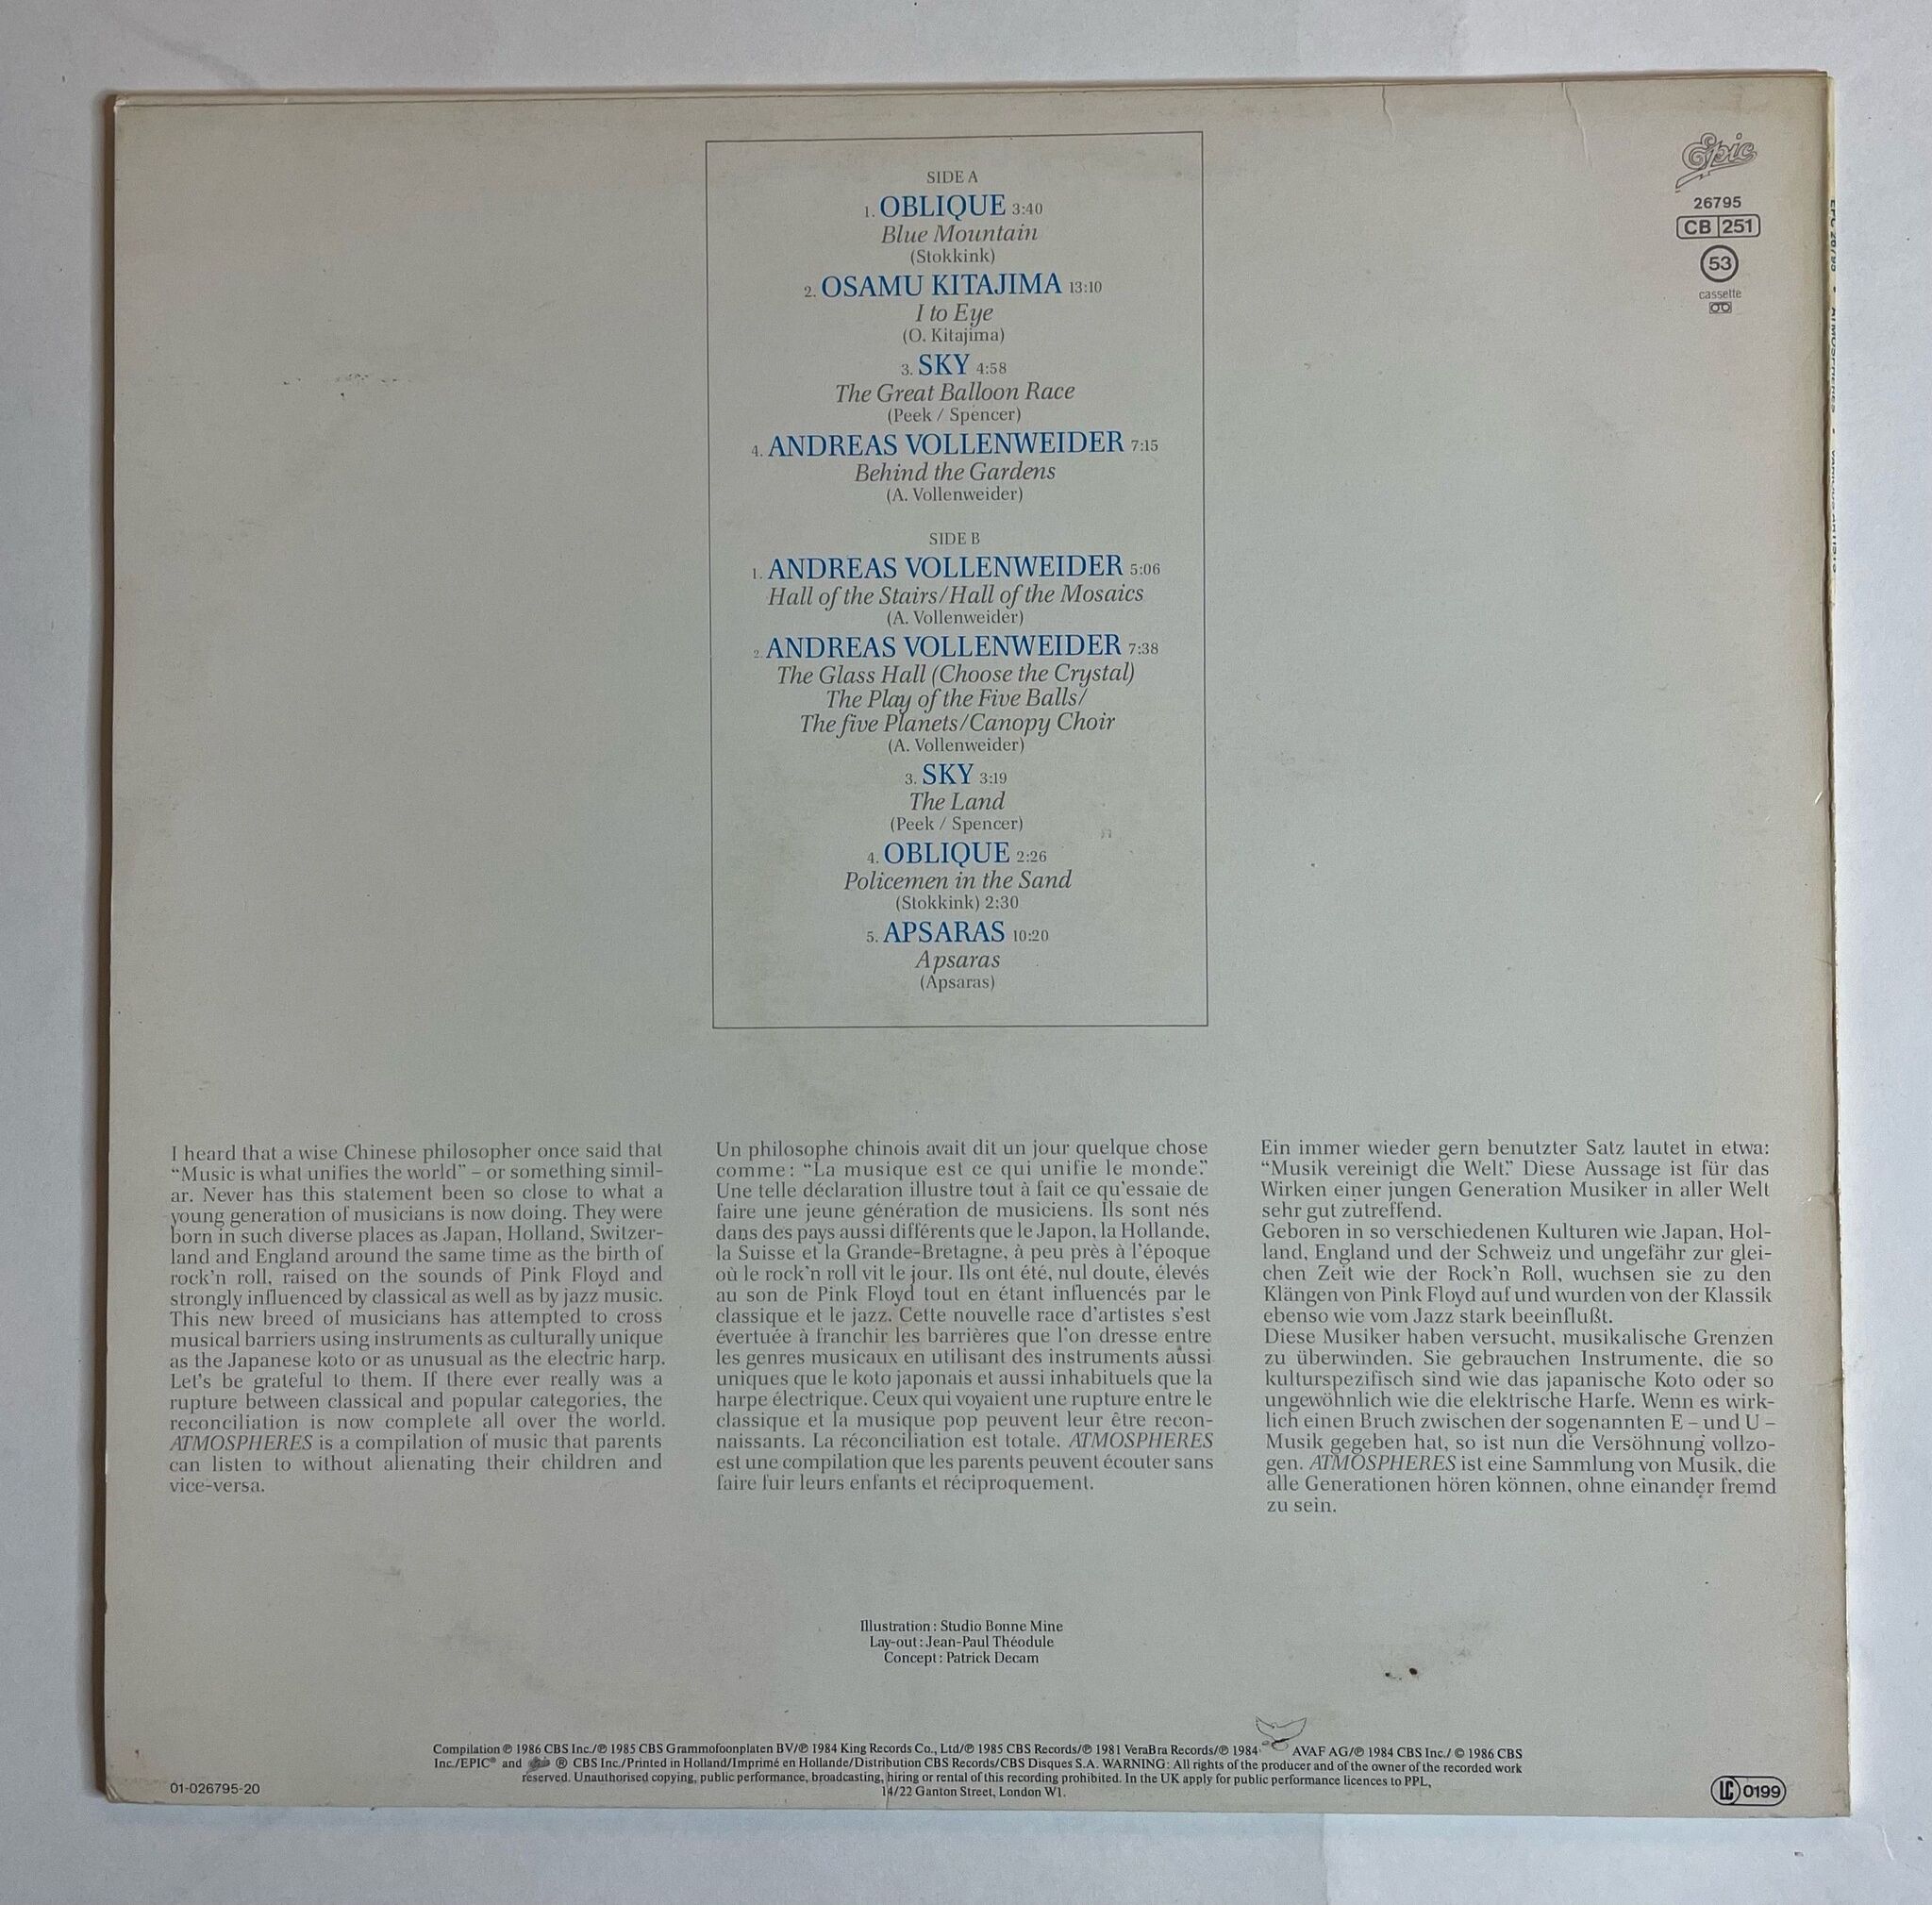 SIDE A
1. OBLIQUE 3:40
Blue Mountain
(Stokkink)
2. OSAMU KITAJIMA 13:10
I to Eye
(O. Kitajima)
3. SKY 4:58
The Great Balloon Race
(Peek / Spencer)
4. ANDREAS VOLLENWEIDER 7:15
Behind the Gardens
(A. Vollenweider)
SIDE B
1. ANDREAS VOLLENWEIDER 5:06
Hall of the Stairs/Hall of the Mosaics
(A. Vollenweider)
2. ANDREAS VOLLENWEIDER 7:38
The Glass Hall (Choose the Crystal)
The Play of the Five Balls/
The five Planets/Canopy Choir
(A. Vollenweider)
3. SKY 3:19
The Land
(Peek / Spencer)
4. OBLIQUE 2:26
Policemen in the Sand
(Stokkink) 2:30
5. APSARAS 10:20
Apsaras
(Apsaras)
Epic
26795
CB 251
53
cassette
I heard that a wise Chinese philosopher once said that
“Music is what unifies the world” – or something simil-
ar. Never has this statement been so close to what a
young generation of musicians is now doing. They were
born in such diverse places as Japan, Holland, Switzer-
land and England around the same time as the birth of
rock'n roll, raised on the sounds of Pink Floyd and
strongly influenced by classical as well as by jazz music.
This new breed of musicians has attempted to cross
musical barriers using instruments as culturally unique
as the Japanese koto or as unusual as the electric harp.
Let's be grateful to them. If there ever really was a
rupture between classical and popular categories, the
reconciliation is now complete all over the world.
ATMOSPHERES is a compilation of music that parents
can listen to without alienating their children and
vice-versa.
Un philosophe chinois avait dit un jour quelque chose
comme : “La musique est ce qui unifie le monde.”
Une telle déclaration illustre tout à fait ce qu'essaie de
faire une jeune génération de musiciens. Ils sont nés
dans des pays aussi différents que le Japon, la Hollande,
la Suisse et la Grande-Bretagne, à peu près à l'époque
où le rock'n roll vit le jour. Ils ont été, nul doute, élevés
au son de Pink Floyd tout en étant influencés par le
classique et le jazz. Cette nouvelle race d'artistes s'est
évertuée à franchir les barrières que l'on dresse entre
les genres musicaux en utilisant des instruments aussi
uniques que le koto japonais et aussi inhabituels que la
harpe électrique. Ceux qui voyaient une rupture entre le
classique et la musique pop peuvent leur être recon-
naissants. La réconciliation est totale. ATMOSPHERES
est une compilation que les parents peuvent écouter sans
faire fuir leurs enfants et réciproquement.
Ein immer wieder gern benutzter Satz lautet in etwa:
“Musik vereinigt die Welt.” Diese Aussage ist für das
Wirken einer jungen Generation Musiker in aller Welt
sehr gut zutreffend.
Geboren in so verschiedenen Kulturen wie Japan, Hol-
land, England und der Schweiz und ungefähr zur glei-
chen Zeit wie der Rock'n Roll, wuchsen sie zu den
Klängen von Pink Floyd auf und wurden von der Klassik
ebenso wie vom Jazz stark beeinflußt.
Diese Musiker haben versucht, musikalische Grenzen
zu überwinden. Sie gebrauchen Instrumente, die so
kulturspezifisch sind wie das japanische Koto oder so
ungewöhnlich wie die elektrische Harfe. Wenn es wirk-
lich einen Bruch zwischen der sogenannten E – und U –
Musik gegeben hat, so ist nun die Versöhnung vollzo-
gen. ATMOSPHERES ist eine Sammlung von Musik, die
alle Generationen hören können, ohne einander fremd
zu sein.
Illustration : Studio Bonne Mine
Lay-out : Jean-Paul Théodule
Concept : Patrick Decam
Compilation ℗ 1986 CBS Inc./℗ 1985 CBS Grammofoonplaten BV/℗ 1984 King Records Co., Ltd/℗ 1985 CBS Records/℗ 1981 VeraBra Records/℗ 1984 AVAF AG/℗ 1984 CBS Inc./ © 1986 CBS
Inc./EPIC® and ® CBS Inc./Printed in Holland/Imprimé en Hollande/Distribution CBS Records/CBS Disques S.A. WARNING: All rights of the producer and of the owner of the recorded work
reserved. Unauthorised copying, public performance, broadcasting, hiring or rental of this recording prohibited. In the UK apply for public performance licences to PPL,
14/22 Ganton Street, London W1.
01-026795-20
LC 0199